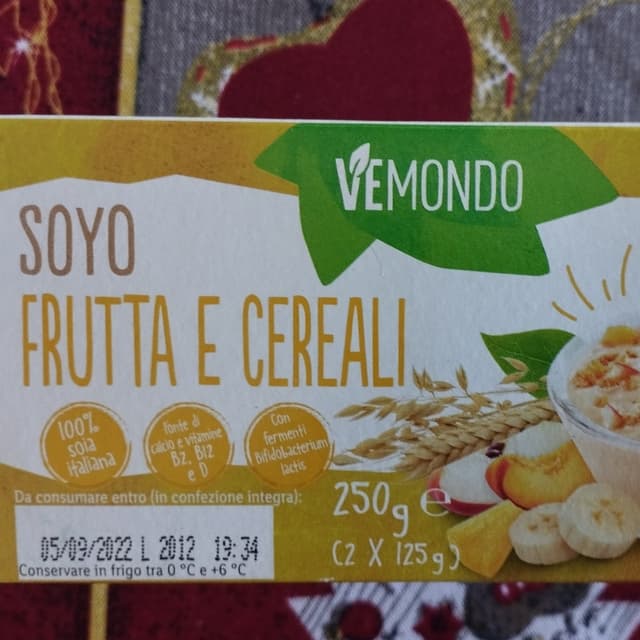 VEMONDO
SOYO
FRUTTA E CEREALI
100%
soia
italiana
Fonte di
calcio e vitamine
B2, B12
e D
Con
fermenti
Bifidobacterium
lactis
Da consumare entro (in confezione integra):
05/09/2022 L 2012 19:34
Conservare in frigo tra 0 °C e +6 °C
250g e
(2 X 125g)